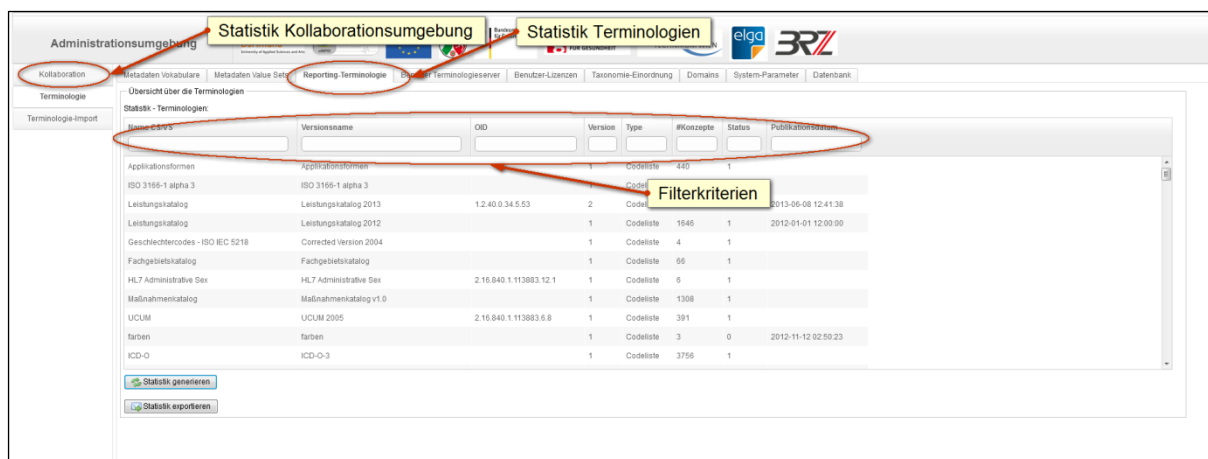 Statistik Kollaborationsumgebung
Statistik Terminologien
Administrationsumgebung
elga
BRZ
Kollaboration
Terminologie
Terminologie-Import
Metadaten Vokabulare Metadaten Value Sets Reporting-Terminologie Terminologieserver Benutzer-Lizenzen Taxonomie-Einordnung Domains System-Parameter Datenbank
Übersicht über die Terminologien
Statistik - Terminologien:
Name CS/VS Versionsname OID Version Type #Konzepte Status Publikationsdatum
Applikationsformen Applikationsformen 1 Codeliste 440 1
ISO 3166-1 alpha 3 ISO 3166-1 alpha 3
Filterkriterien
Leistungskatalog Leistungskatalog 2013 1.2.40.0.34.5.53 2 2013-06-08 12:41:38
Leistungskatalog Leistungskatalog 2012 1 Codeliste 1646 1 2012-01-01 12:00:00
Geschlechtercodes - ISO IEC 5218 Corrected Version 2004 1 Codeliste 4 1
Fachgebietskatalog Fachgebietskatalog 1 Codeliste 66 1
HL7 Administrative Sex HL7 Administrative Sex 2.16.840.1.113883.12.1 1 Codeliste 6 1
Maßnahmenkatalog Maßnahmenkatalog v1.0 1 Codeliste 1308 1
UCUM UCUM 2005 2.16.840.1.113883.6.8 1 Codeliste 391 1
farben farben 1 Codeliste 3 0 2012-11-12 02:50:23
ICD-O ICD-O-3 1 Codeliste 3756 1
Statistik generieren
Statistik exportieren